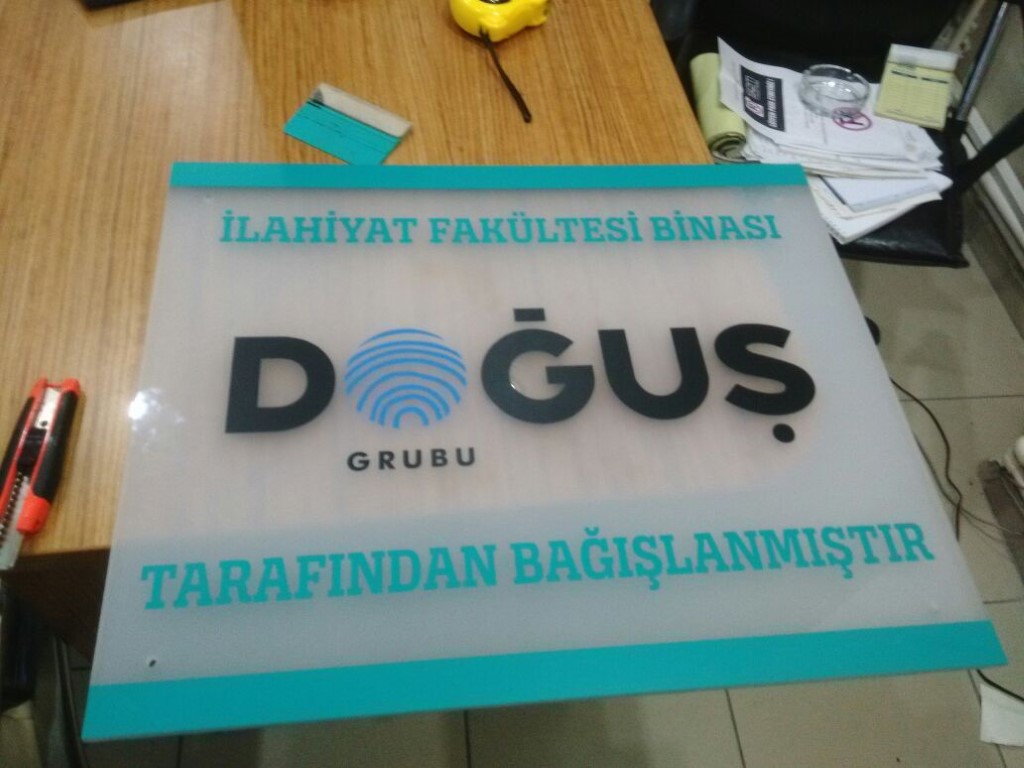 İLAHİYAT FAKÜLTESİ BİNASI
DOĞUŞ
GRUBU
TARAFINDAN BAĞIŞLANMIŞTIR